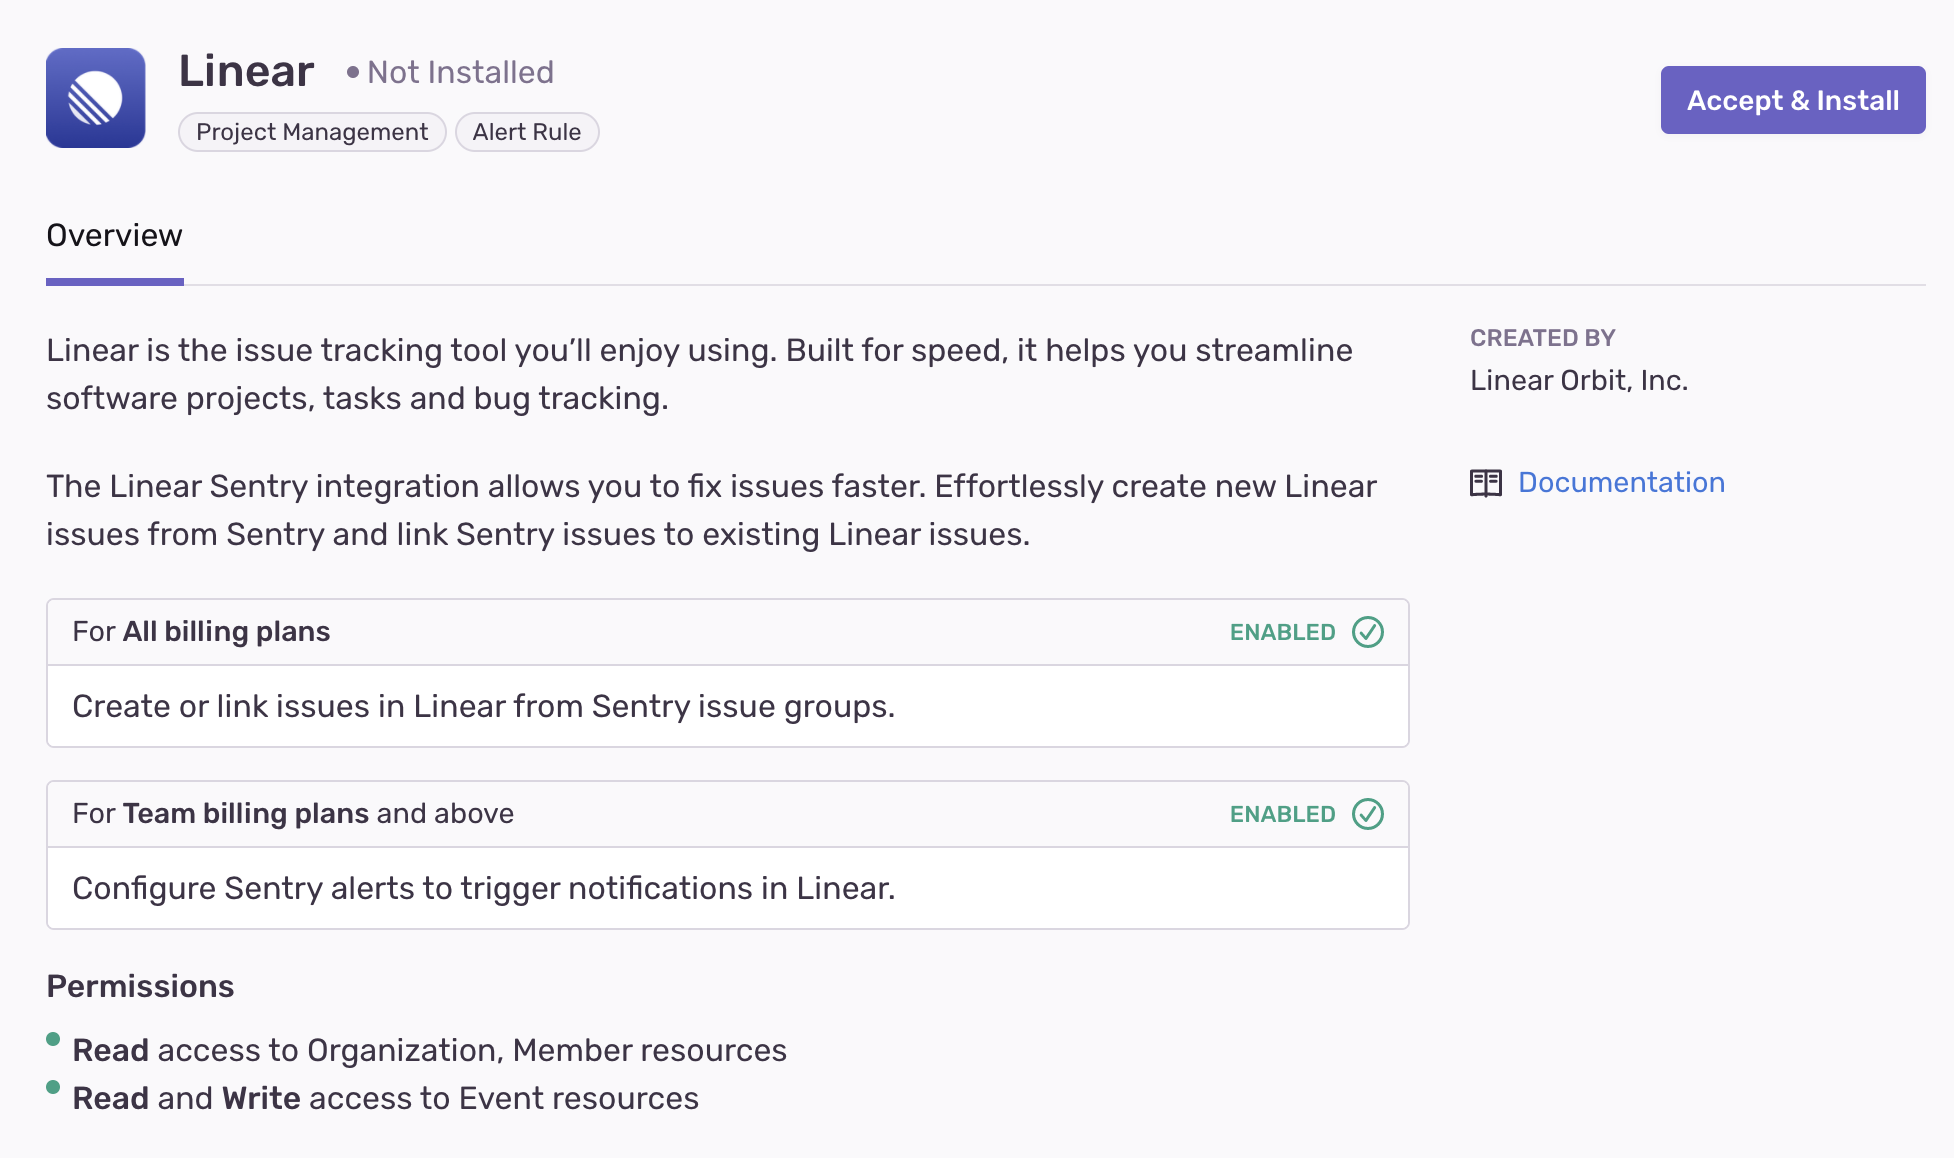 Linear
Not Installed
Project Management
Alert Rule
Accept & Install
Overview
Linear is the issue tracking tool you’ll enjoy using. Built for speed, it helps you streamline
software projects, tasks and bug tracking.
The Linear Sentry integration allows you to fix issues faster. Effortlessly create new Linear
issues from Sentry and link Sentry issues to existing Linear issues.
For All billing plans
ENABLED
Create or link issues in Linear from Sentry issue groups.
For Team billing plans and above
ENABLED
Configure Sentry alerts to trigger notifications in Linear.
Permissions
Read access to Organization, Member resources
Read and Write access to Event resources
CREATED BY
Linear Orbit, Inc.
Documentation